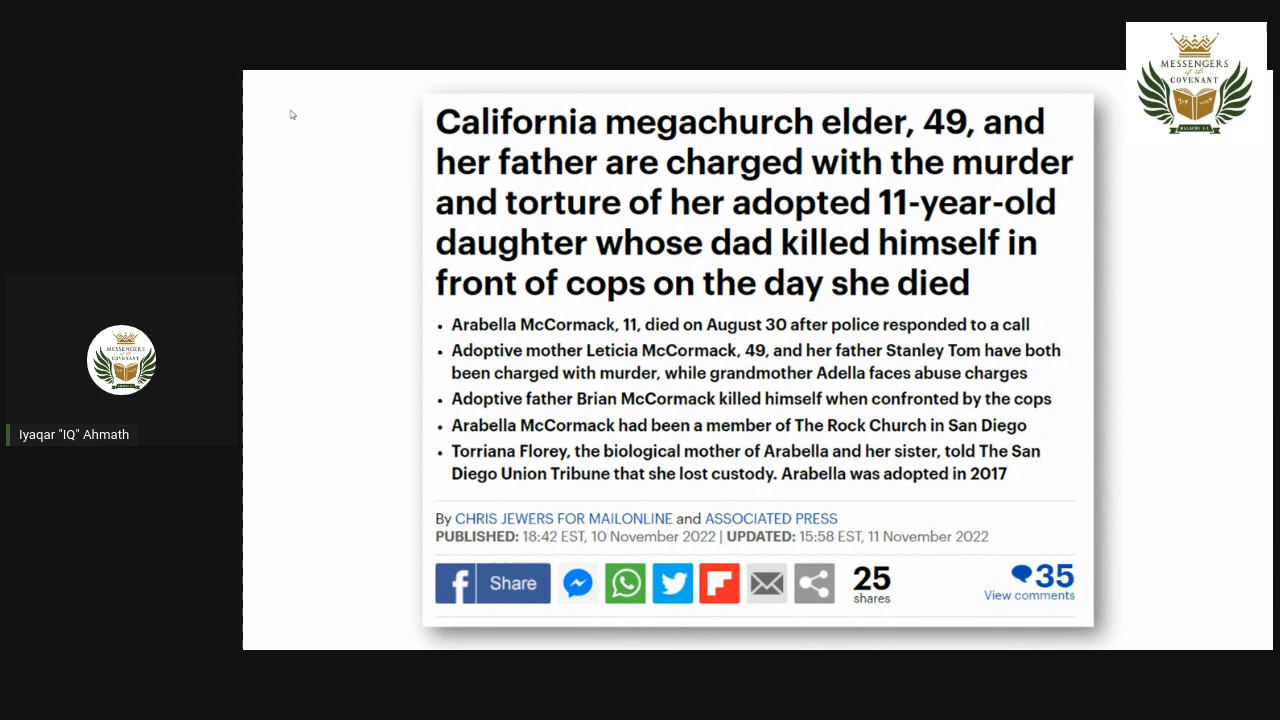 MESSENGERS
of the
COVENANT
California megachurch elder, 49, and
her father are charged with the murder
and torture of her adopted 11-year-old
daughter whose dad killed himself in
front of cops on the day she died
• Arabella McCormack, 11, died on August 30 after police responded to a call
• Adoptive mother Leticia McCormack, 49, and her father Stanley Tom have both
been charged with murder, while grandmother Adella faces abuse charges
• Adoptive father Brian McCormack killed himself when confronted by the cops
• Arabella McCormack had been a member of The Rock Church in San Diego
• Torriana Florey, the biological mother of Arabella and her sister, told The San
Diego Union Tribune that she lost custody. Arabella was adopted in 2017
By CHRIS JEWERS FOR MAILONLINE and ASSOCIATED PRESS
PUBLISHED: 18:42 EST, 10 November 2022 | UPDATED: 15:58 EST, 11 November 2022
Share
25
shares
35
View comments
MESSENGERS
of the
COVENANT
Iyaqar "IQ" Ahmath